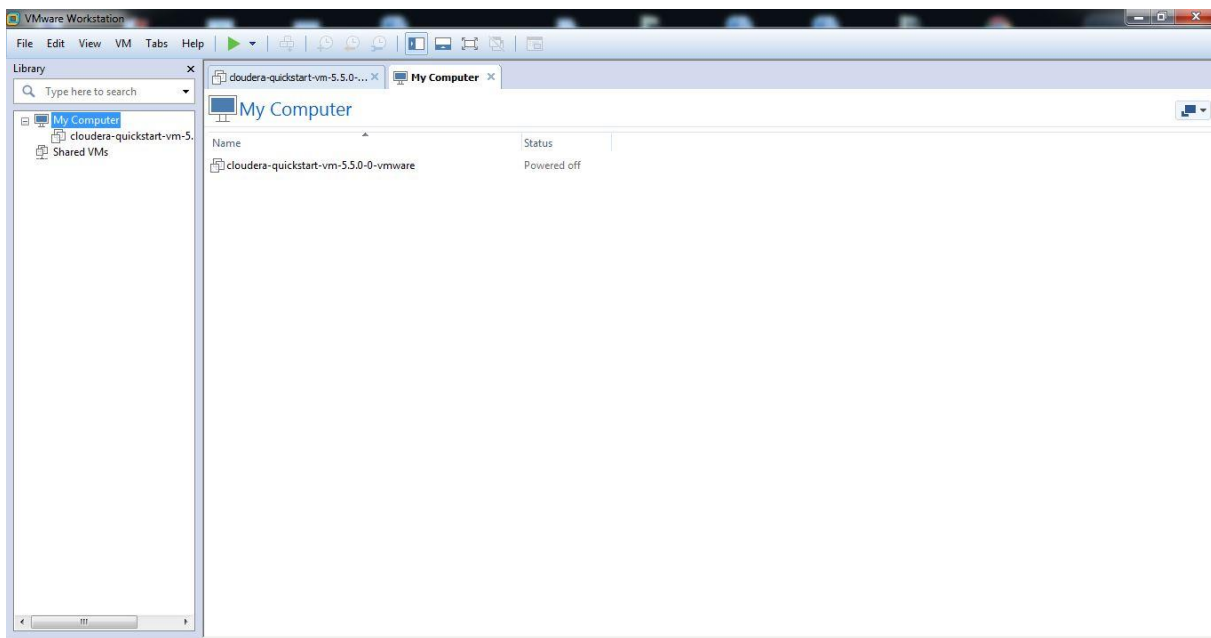 VMware Workstation
File Edit View VM Tabs Help
Library
Type here to search
My Computer
cloudera-quickstart-vm-5.
Shared VMs
cloudera-quickstart-vm-5.5.0-... My Computer
My Computer
Name Status
cloudera-quickstart-vm-5.5.0-0-vmware Powered off